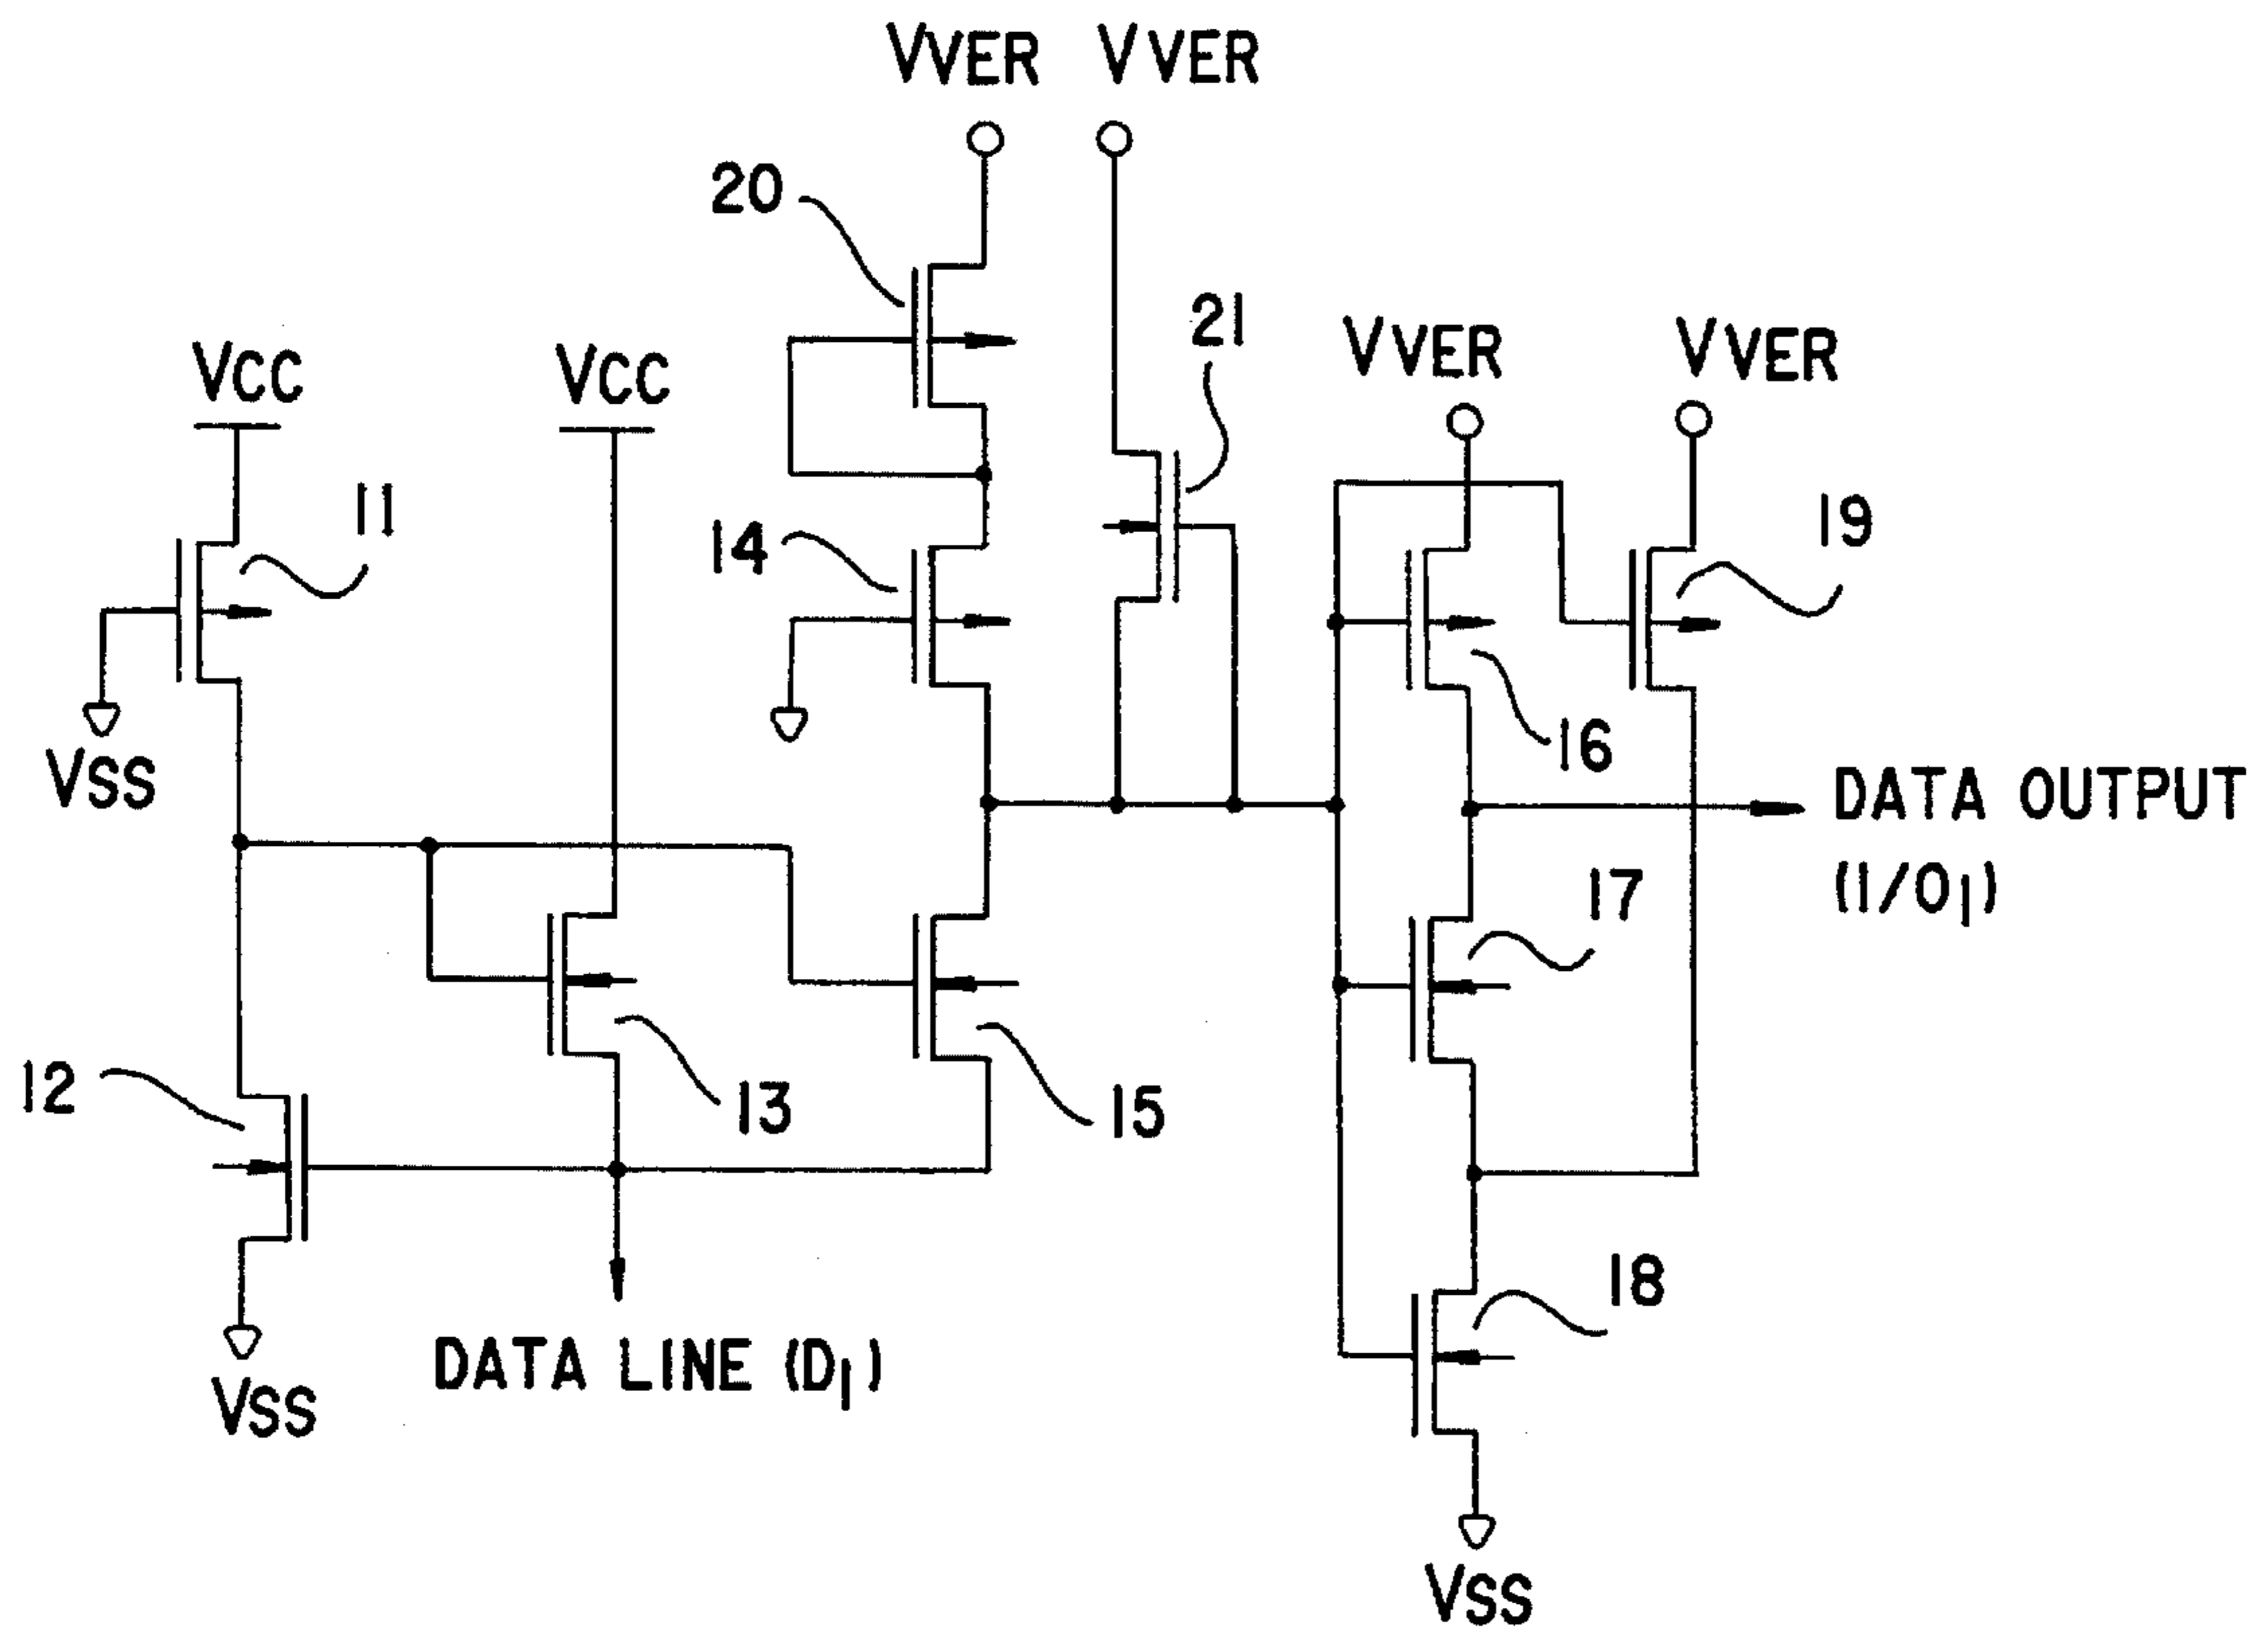 VVER VVER
20
21
VCC VCC VVER VVER
11
14
19
16
VSS
DATA OUTPUT
(I/O1)
17
12
13 15
18
DATA LINE (D1)
VSS
VSS